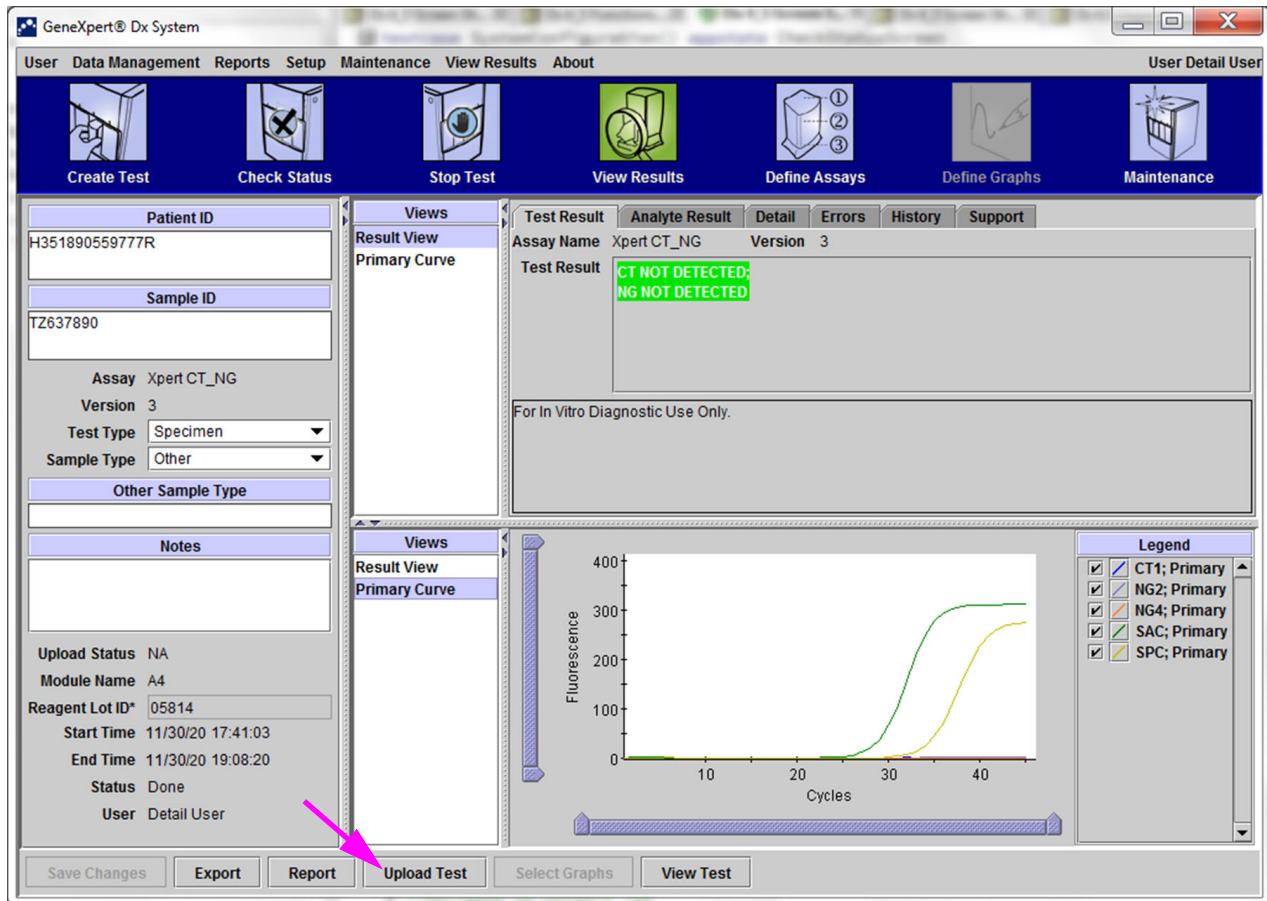 GeneXpert® Dx System
User Data Management Reports Setup Maintenance View Results About User Detail User
Create Test Check Status Stop Test View Results Define Assays Define Graphs Maintenance
Patient ID
H351890559777R
Sample ID
TZ637890
Assay Xpert CT_NG
Version 3
Test Type Specimen
Sample Type Other
Other Sample Type
Notes
Upload Status NA
Module Name A4
Reagent Lot ID* 05814
Start Time 11/30/20 17:41:03
End Time 11/30/20 19:08:20
Status Done
User Detail User
Views
Result View
Primary Curve
Test Result Analyte Result Detail Errors History Support
Assay Name Xpert CT_NG Version 3
Test Result CT NOT DETECTED;
NG NOT DETECTED
For In Vitro Diagnostic Use Only.
Views
Result View
Primary Curve
Fluorescence
400
300
200
100
0
10 20 30 40
Cycles
Legend
CT1; Primary
NG2; Primary
NG4; Primary
SAC; Primary
SPC; Primary
Save Changes Export Report Upload Test Select Graphs View Test